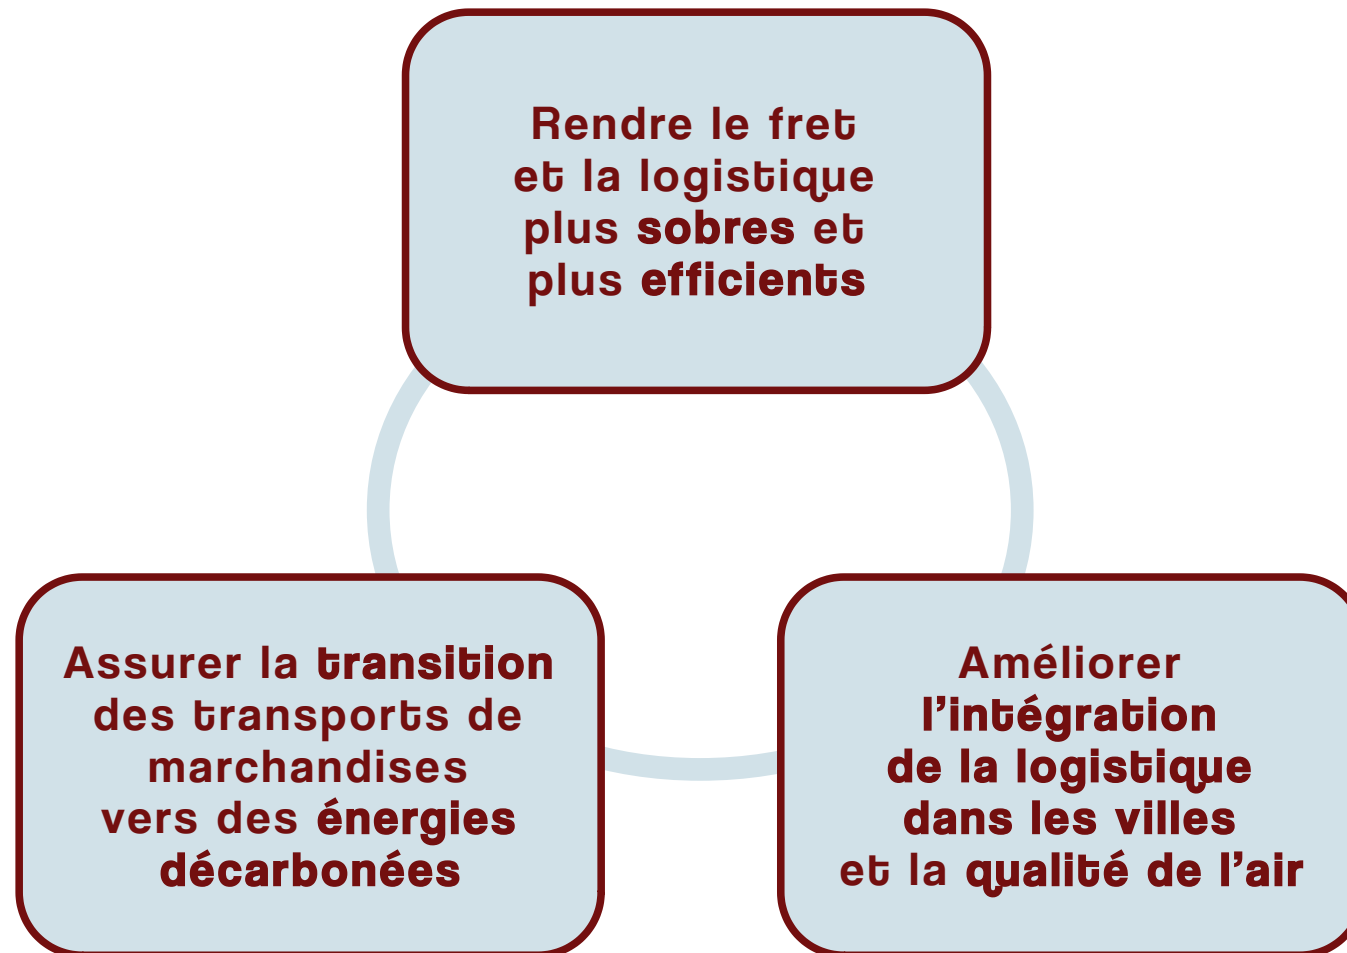 Rendre le fret
et la logistique
plus sobres et
plus efficients
Assurer la transition
des transports de
marchandises
vers des énergies
décarbonées
Améliorer
l’intégration
de la logistique
dans les villes
et la qualité de l’air